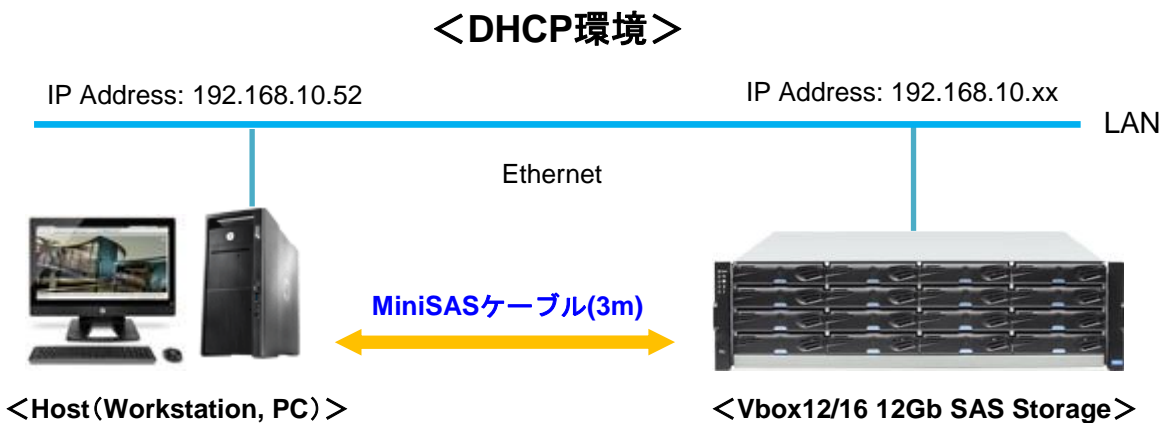 ＜DHCP環境＞
IP Address: 192.168.10.52
IP Address: 192.168.10.xx
LAN
Ethernet
MiniSASケーブル(3m)
＜Host（Workstation, PC）＞
＜Vbox12/16 12Gb SAS Storage＞